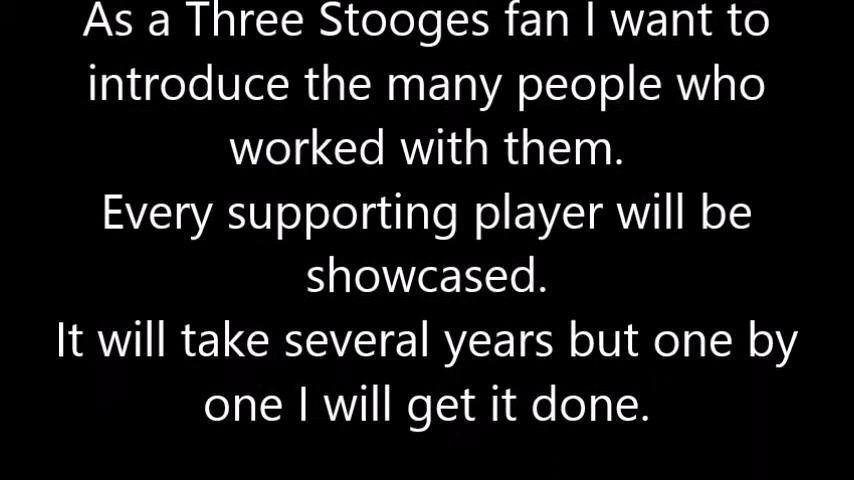 As a Three Stooges fan I want to
introduce the many people who
worked with them.
Every supporting player will be
showcased.
It will take several years but one by
one I will get it done.